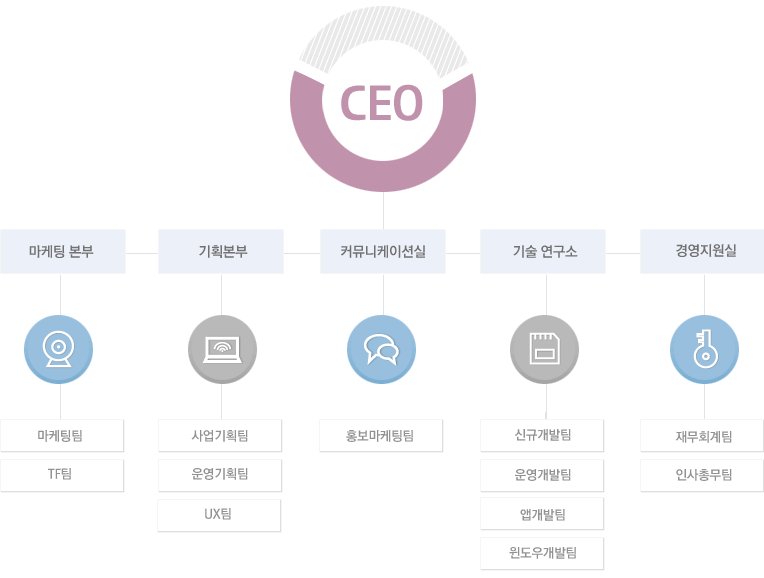 CEO
마케팅 본부
기획본부
커뮤니케이션실
기술 연구소
경영지원실
마케팅팀
TF팀
사업기획팀
운영기획팀
UX팀
홍보마케팅팀
신규개발팀
운영개발팀
앱개발팀
윈도우개발팀
재무회계팀
인사총무팀